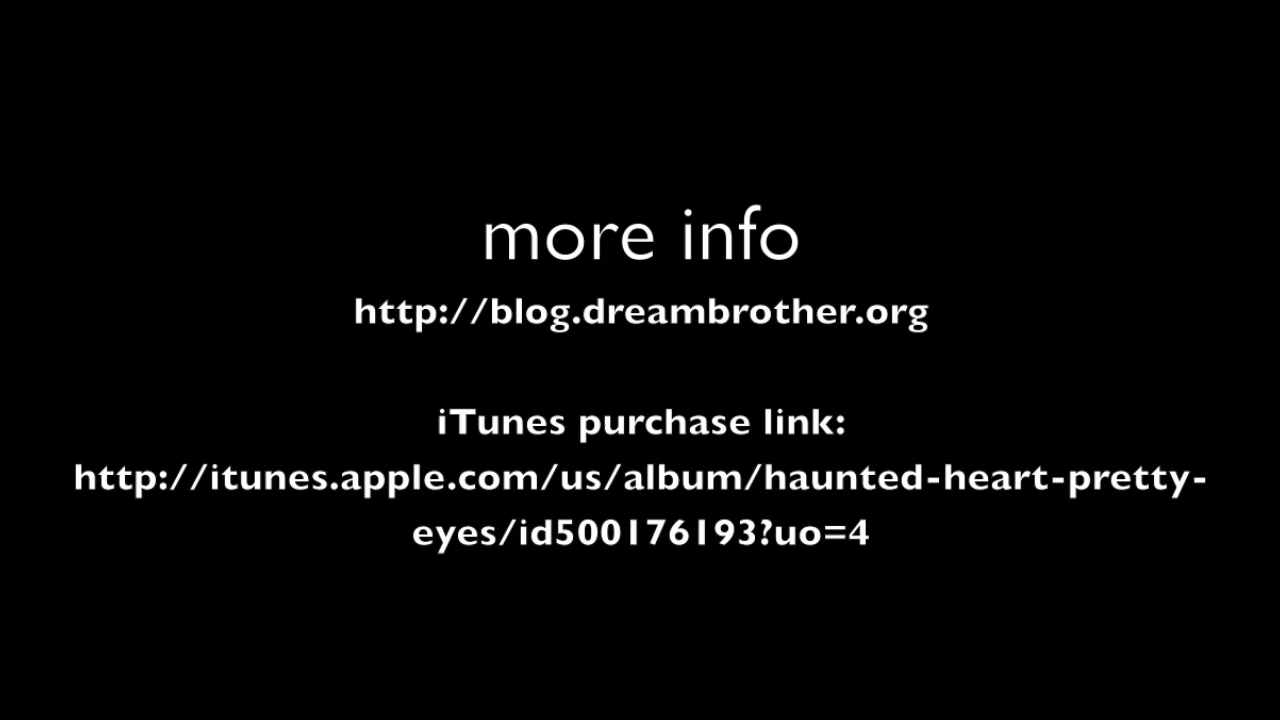 more info
http://blog.dreambrother.org
iTunes purchase link:
http://itunes.apple.com/us/album/haunted-heart-pretty-
eyes/id500176193?uo=4